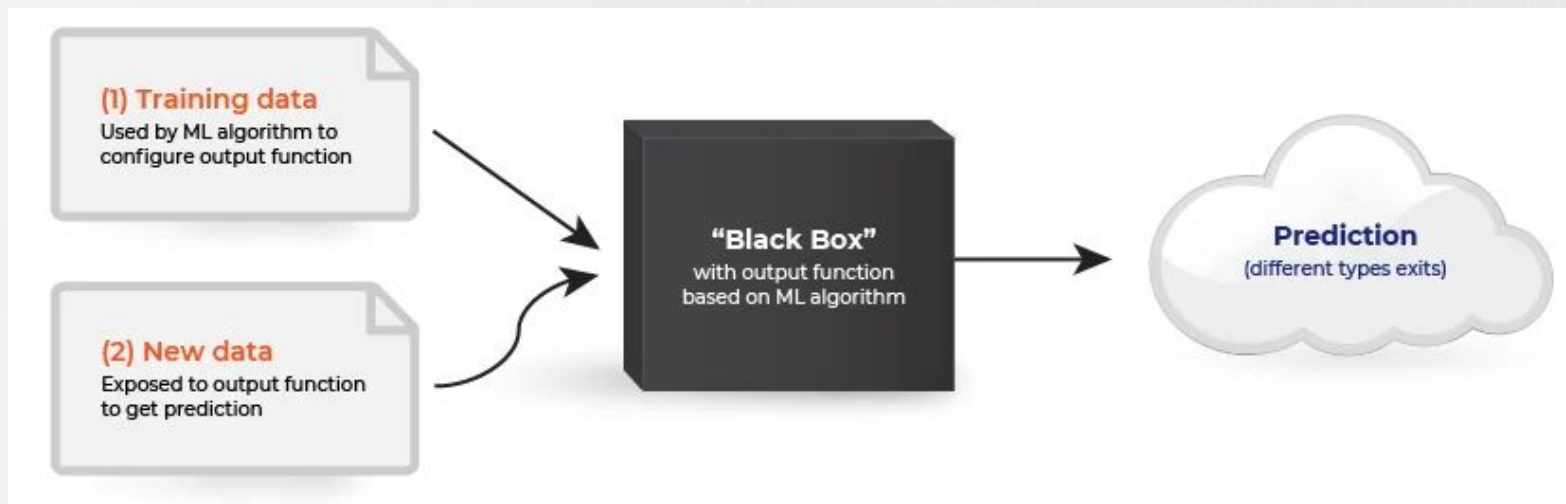 (1) Training data
Used by ML algorithm to
configure output function
(2) New data
Exposed to output function
to get prediction
“Black Box”
with output function
based on ML algorithm
Prediction
(different types exits)